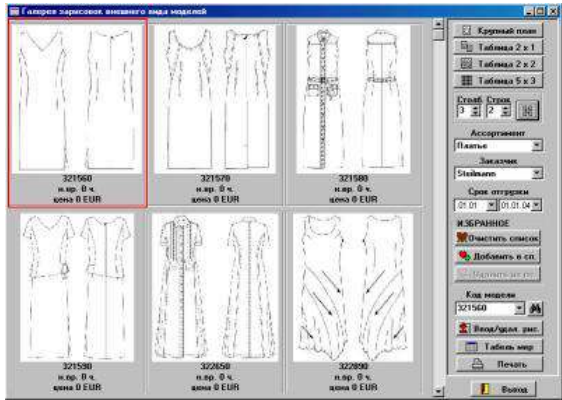 Галерея зарисовок внешнего вида моделей
321560
н.вр. 0 ч.
цена 0 EUR
321570
н.вр. 0 ч.
цена 0 EUR
321580
н.вр. 0 ч.
цена 0 EUR
321590
н.вр. 0 ч.
цена 0 EUR
322650
н.вр. 0 ч.
цена 0 EUR
322890
н.вр. 0 ч.
цена 0 EUR
Крупный план
Таблица 2 x 1
Таблица 2 x 2
Таблица 5 x 3
Столб. Строк
3 2
Ассортимент
Платье
Заказчик
Steilmann
Срок отгрузки
01.01 01.01.04
ИЗБРАННОЕ
Очистить список
Добавить в сп.
Удалить из сп.
Код модели
321560
Ввод/удал. рис.
Табель мер
Печать
Выход